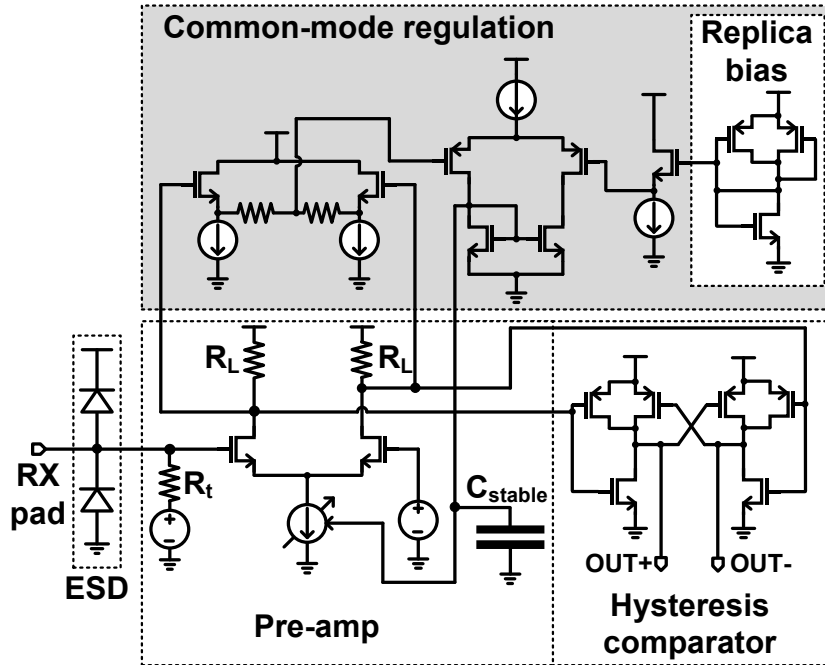 Common-mode regulation
Replica
bias
R_L
R_L
RX
pad
R_t
C_stable
ESD
Pre-amp
OUT+
OUT-
Hysteresis
comparator